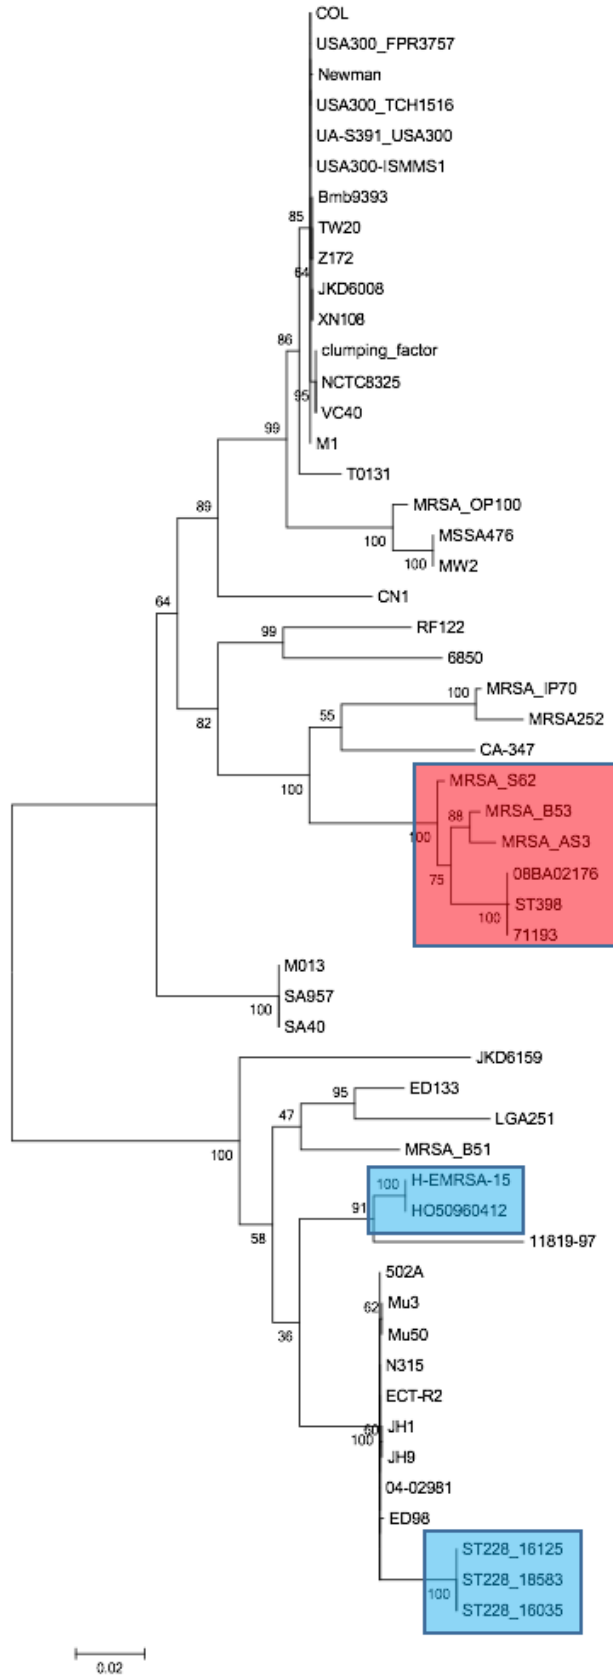 COL
USA300_FPR3757
Newman
USA300_TCH1516
UA-S391_USA300
USA300-ISMMS1
Bmb9393
85
TW20
Z172
64
JKD6008
XN108
86
clumping_factor
NCTC8325
95
VC40
99
M1
T0131
MRSA_OP100
89
MSSA476
100
MW2
100
CN1
64
RF122
99
6850
MRSA_IP70
100
82
55
MRSA252
CA-347
100
MRSA_S62
MRSA_B53
88
100
MRSA_AS3
75
08BA02176
ST398
100
71193
M013
SA957
100
SA40
JKD6159
ED133
95
47
LGA251
100
MRSA_B51
H-EMRSA-15
100
91
HO50960412
58
11819-97
502A
Mu3
62
36
Mu50
N315
ECT-R2
60
JH1
100
JH9
04-02981
ED98
ST228_16125
ST228_18583
100
ST228_16035
0.02